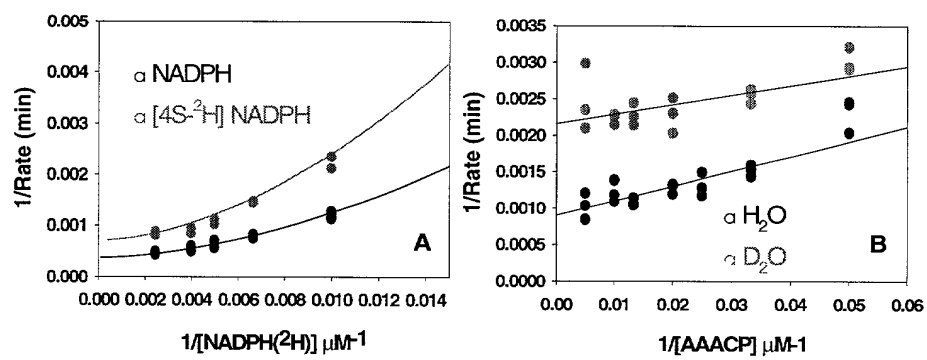 0.005
0.004
0.003
0.002
0.001
0.000
1/Rate (min)
α NADPH
α [4S-²H] NADPH
A
0.000 0.002 0.004 0.006 0.008 0.010 0.012 0.014
1/[NADPH(²H)] μM⁻¹
0.0035
0.0030
0.0025
0.0020
0.0015
0.0010
0.0005
0.0000
1/Rate (min)
α H₂O
α D₂O
B
0.00 0.01 0.02 0.03 0.04 0.05 0.06
1/[AAACP] μM-1